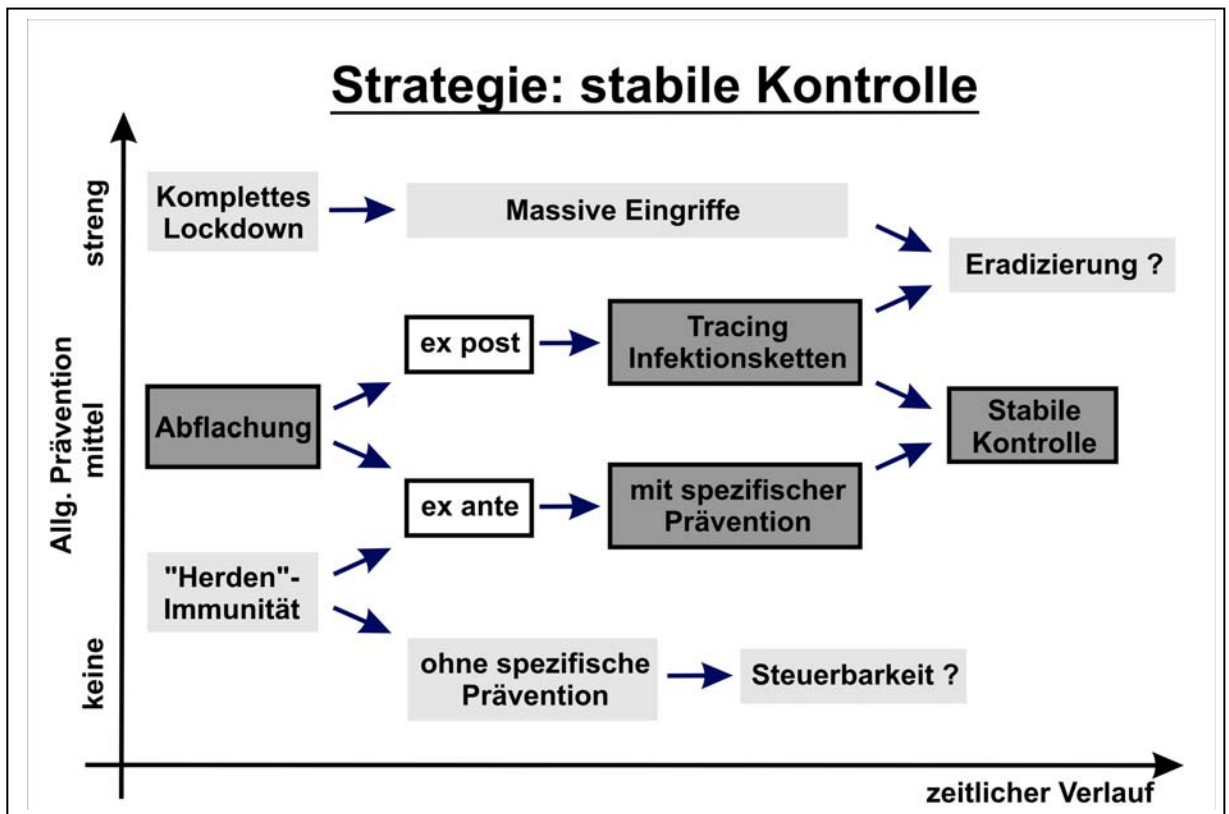 Strategie: stabile Kontrolle
streng
Allg. Prävention
mittel
keine
Komplettes
Lockdown
Massive Eingriffe
Eradizierung ?
ex post
Tracing
Infektionsketten
Abflachung
Stabile
Kontrolle
ex ante
mit spezifischer
Prävention
"Herden"-
Immunität
ohne spezifische
Prävention
Steuerbarkeit ?
zeitlicher Verlauf